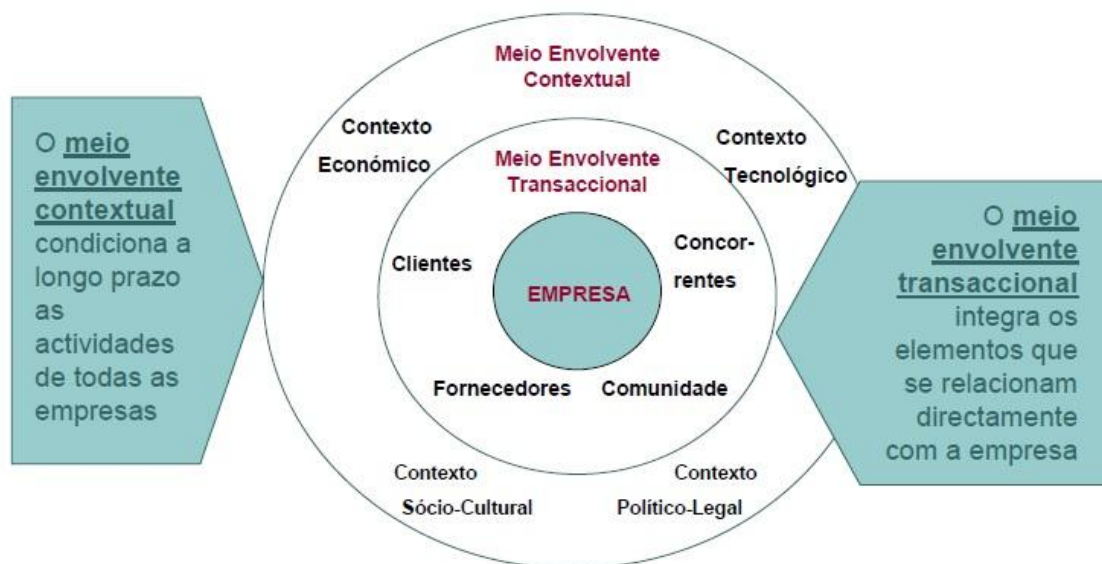 O meio
envolvente
contextual
condiciona a
longo prazo
as
actividades
de todas as
empresas
Meio Envolvente
Contextual
Contexto
Económico
Contexto
Tecnológico
Meio Envolvente
Transaccional
Clientes
Concor-
rentes
EMPRESA
Fornecedores
Comunidade
Contexto
Sócio-Cultural
Contexto
Político-Legal
O meio
envolvente
transaccional
integra os
elementos que
se relacionam
directamente
com a empresa